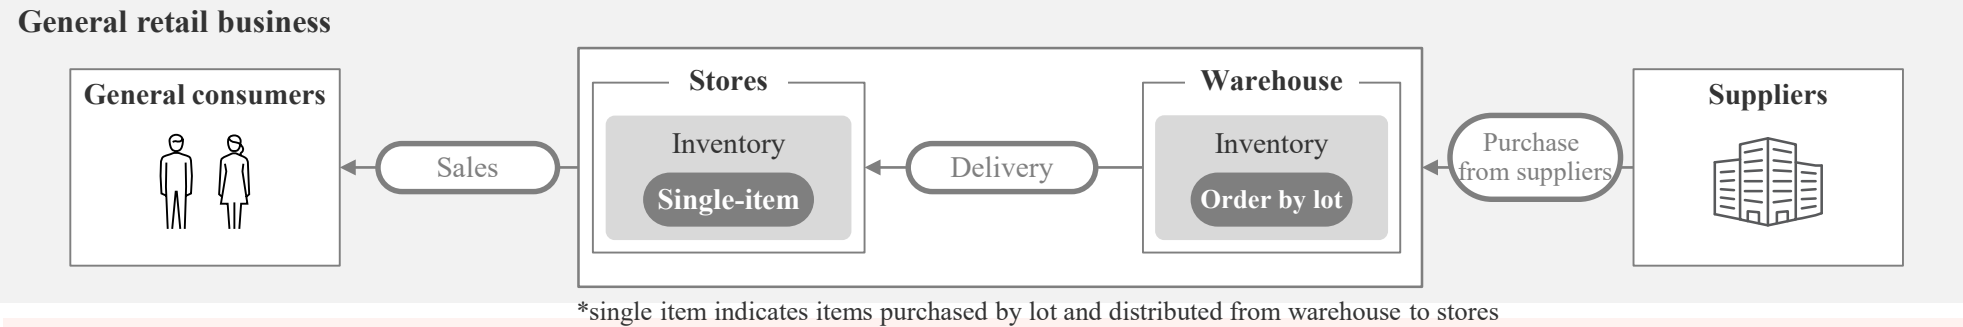 General retail business
General consumers
Sales
Stores
Inventory
Single-item
Delivery
Warehouse
Inventory
Order by lot
Purchase
from suppliers
Suppliers
*single item indicates items purchased by lot and distributed from warehouse to stores